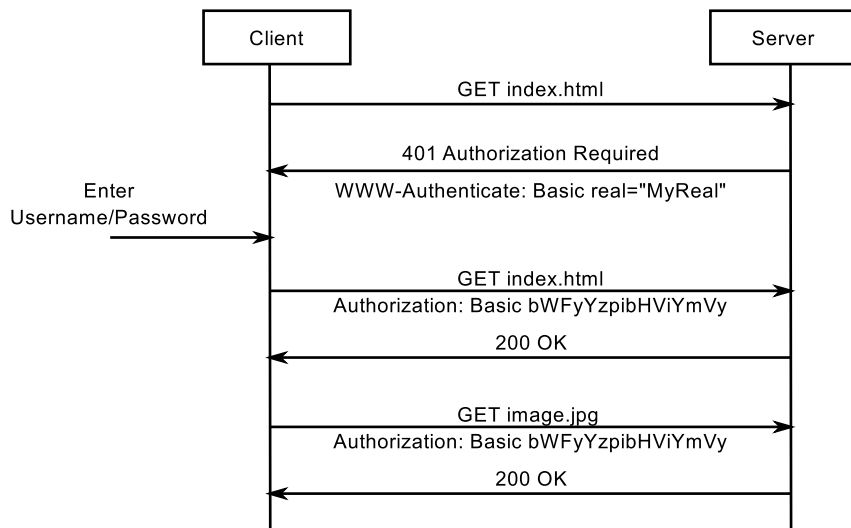 Client
Server
GET index.html
401 Authorization Required
WWW-Authenticate: Basic real="MyReal"
Enter
Username/Password
GET index.html
Authorization: Basic bWFyYzpibHViYmVy
200 OK
GET image.jpg
Authorization: Basic bWFyYzpibHViYmVy
200 OK